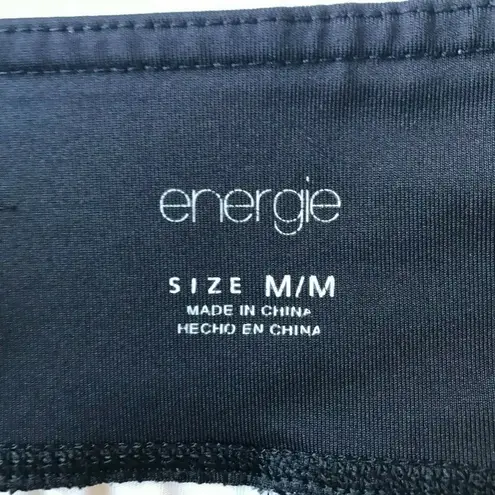 energie
SIZE M/M
MADE IN CHINA
HECHO EN CHINA